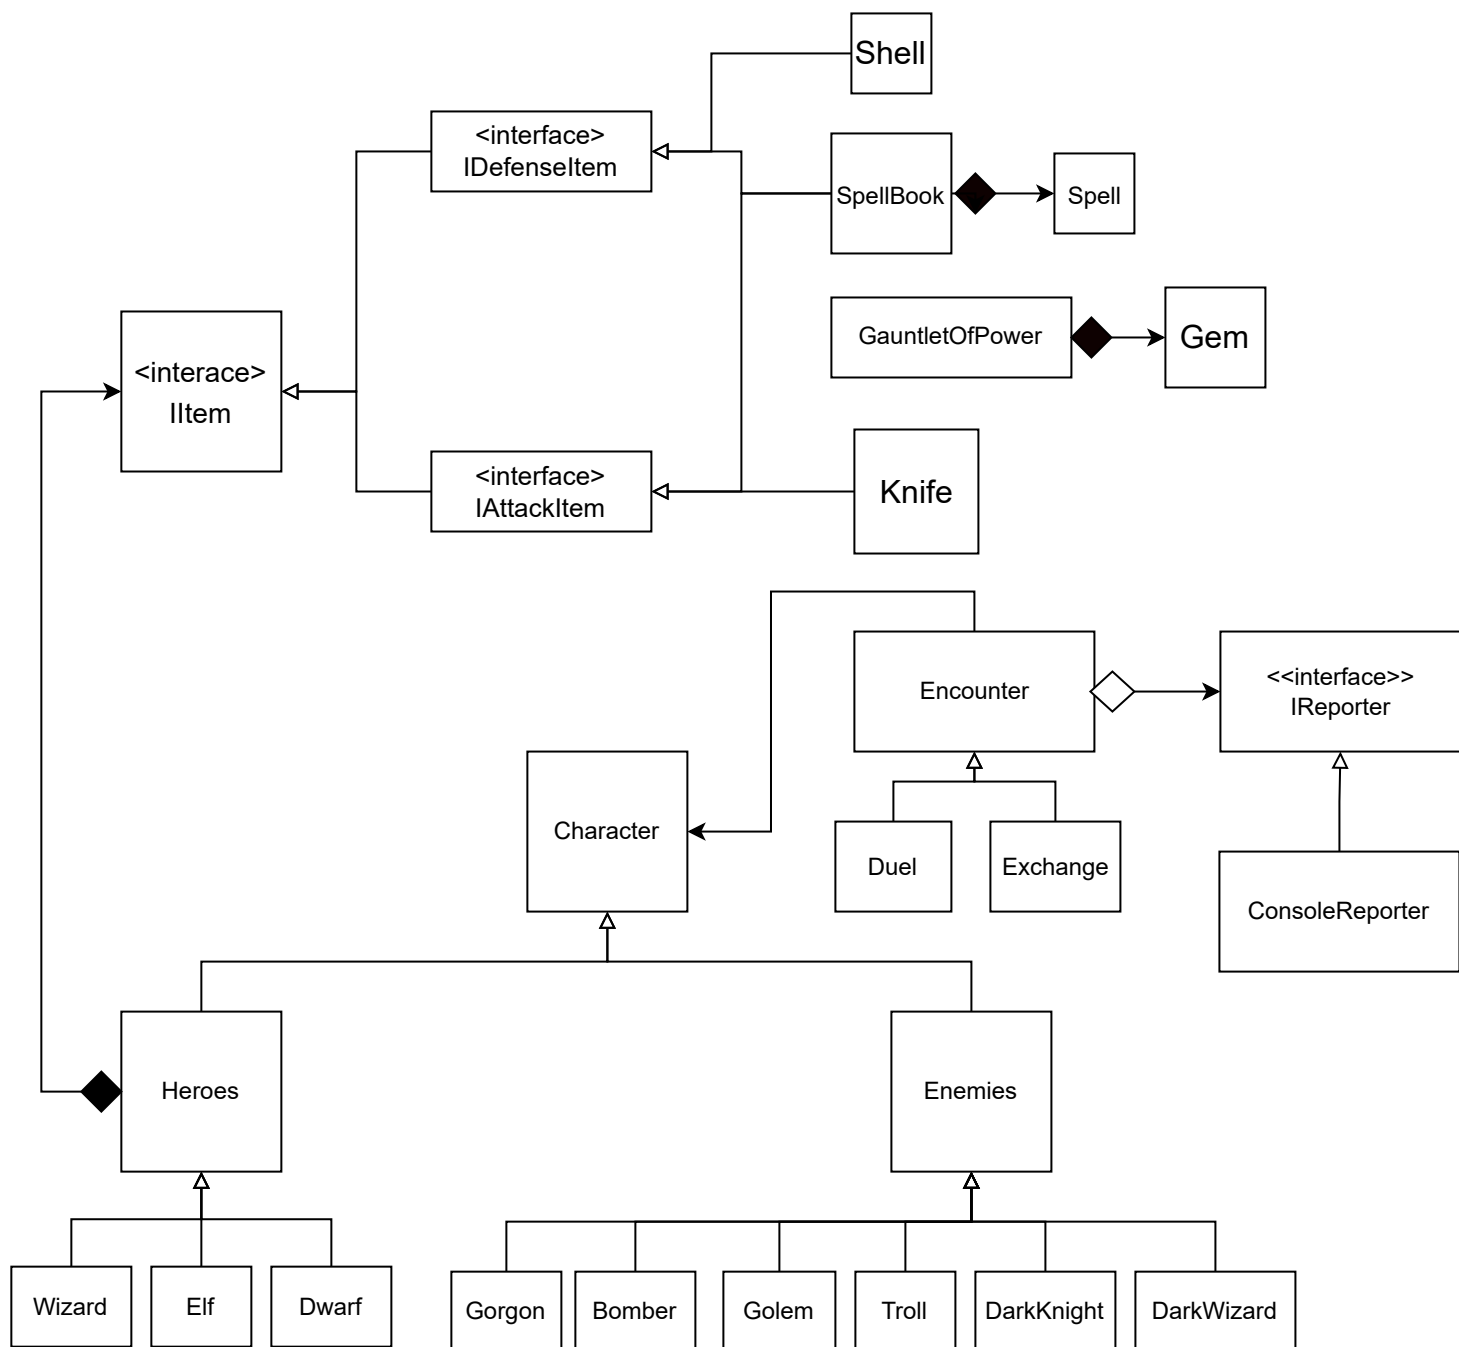 Shell
<interface>
IDefenseItem
SpellBook
Spell
GauntletOfPower
Gem
<interace>
IItem
<interface>
IAttackItem
Knife
Encounter
<<interface>>
IReporter
Character
Duel
Exchange
ConsoleReporter
Heroes
Enemies
Wizard
Elf
Dwarf
Gorgon
Bomber
Golem
Troll
DarkKnight
DarkWizard